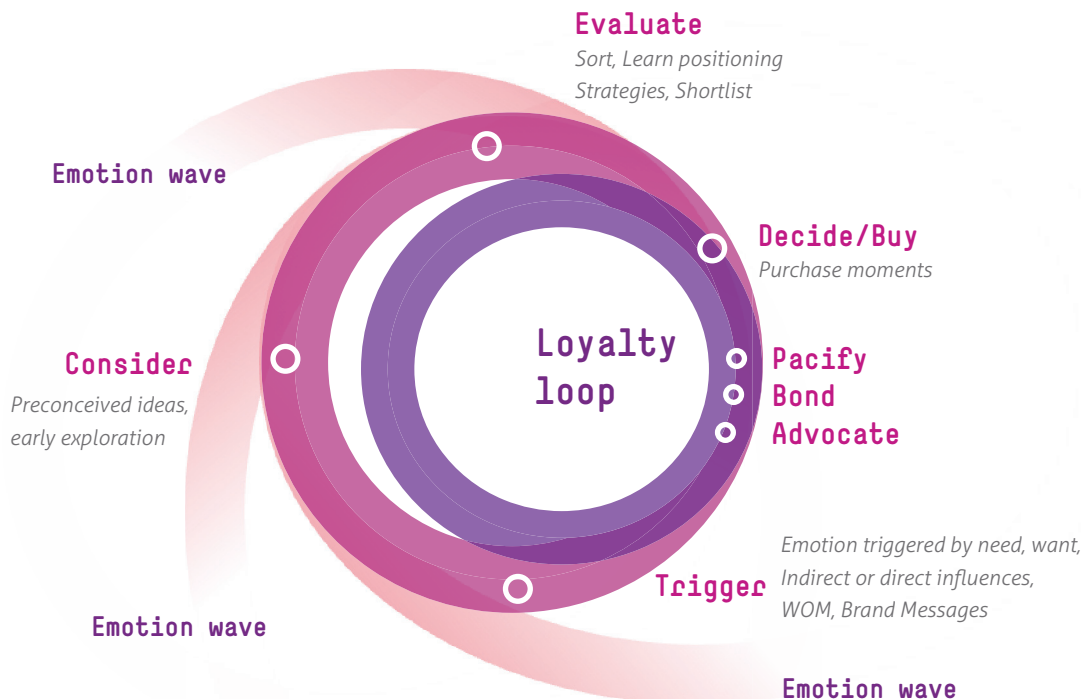 Evaluate
Sort, Learn positioning
Strategies, Shortlist
Emotion wave
Decide/Buy
Purchase moments
Loyalty
loop
Consider
Preconceived ideas,
early exploration
Pacify
Bond
Advocate
Trigger
Emotion triggered by need, want,
Indirect or direct influences,
WOM, Brand Messages
Emotion wave
Emotion wave